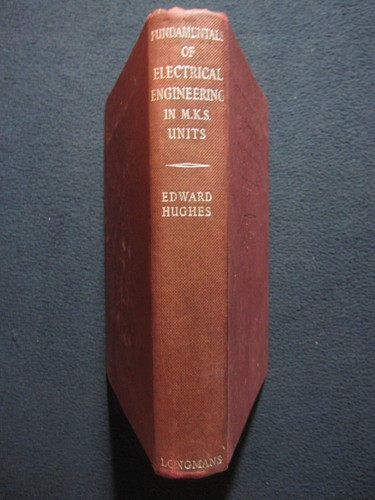 FUNDAMENTALS
OF
ELECTRICAL
ENGINEERING
IN M.K.S.
UNITS
EDWARD
HUGHES
LONGMANS